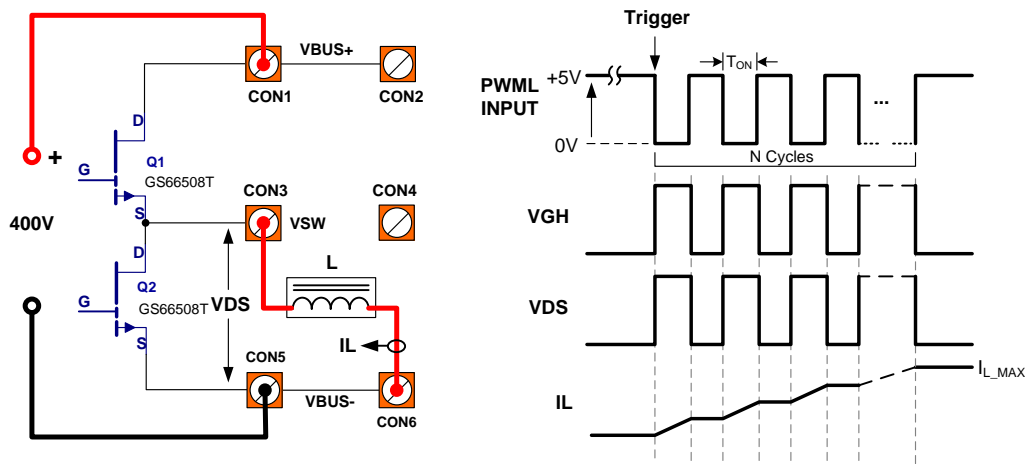 VBUS+
CON1
CON2
D
G
Q1
GS66508T
S
+
400V
CON3
VSW
CON4
D
Q2
G
GS66508T
S
VDS
L
IL
CON5
VBUS-
CON6
Trigger
TON
+5V
PWML
INPUT
...
0V
N Cycles
VGH
VDS
IL_MAX
IL